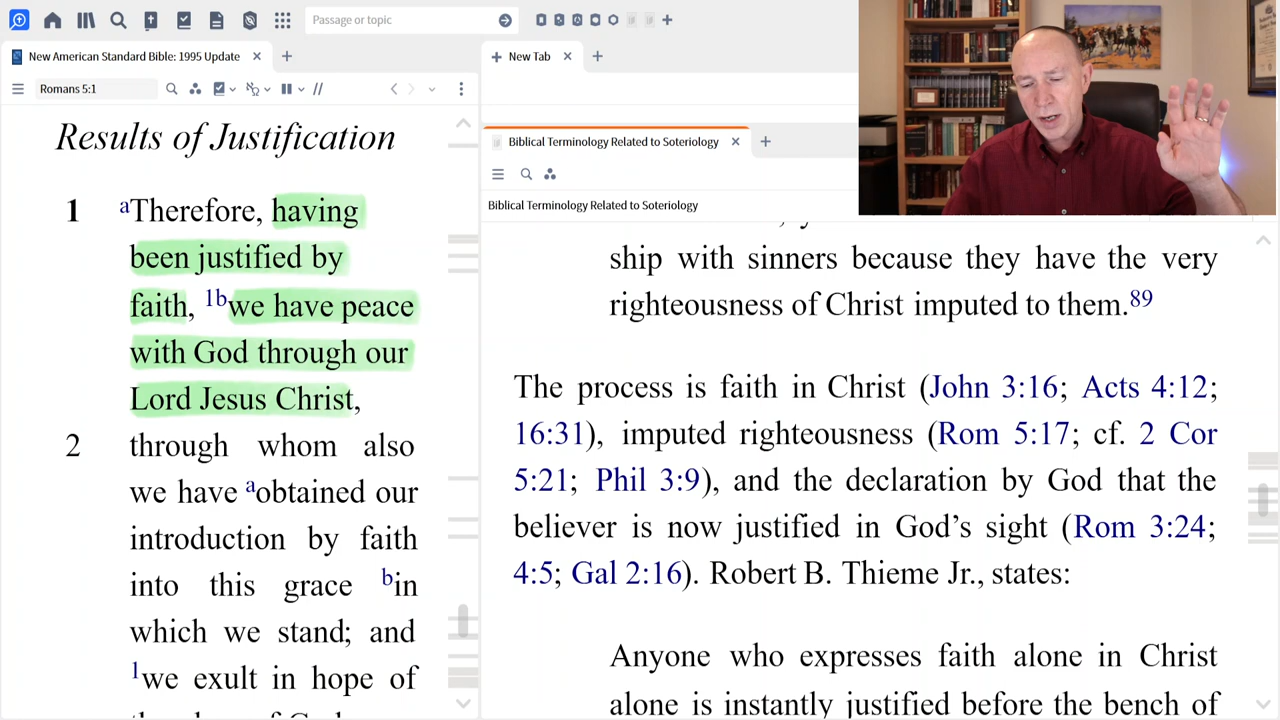 Passage or topic
New American Standard Bible: 1995 Update
New Tab
Romans 5:1
Biblical Terminology Related to Soteriology
Biblical Terminology Related to Soteriology
Results of Justification
1 aTherefore, having
been justified by
faith, 1bwe have peace
with God through our
Lord Jesus Christ,
2 through whom also
we have aobtained our
introduction by faith
into this grace bin
which we stand; and
1we exult in hope of
ship with sinners because they have the very
righteousness of Christ imputed to them.89
The process is faith in Christ (John 3:16; Acts 4:12;
16:31), imputed righteousness (Rom 5:17; cf. 2 Cor
5:21; Phil 3:9), and the declaration by God that the
believer is now justified in God’s sight (Rom 3:24;
4:5; Gal 2:16). Robert B. Thieme Jr., states:
Anyone who expresses faith alone in Christ
alone is instantly justified before the bench of